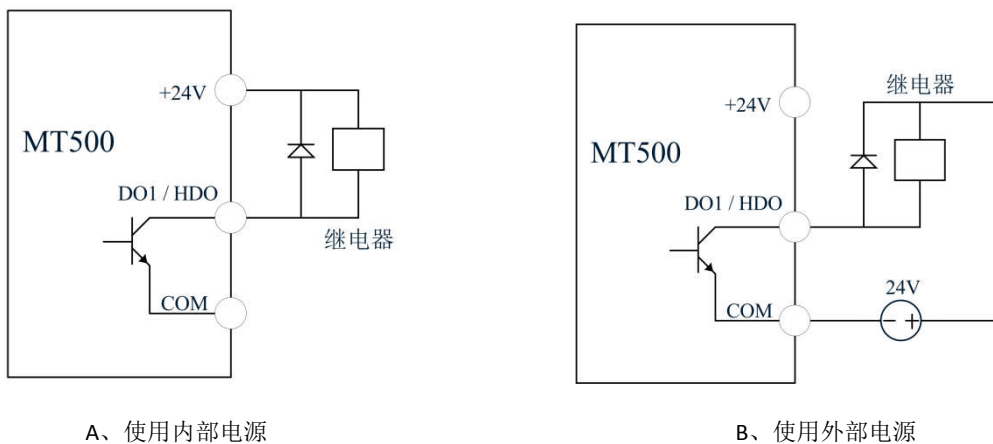 +24V
MT500
DO1 / HDO
继电器
COM
A、使用内部电源
继电器
+24V
MT500
DO1 / HDO
24V
COM
- +
B、使用外部电源